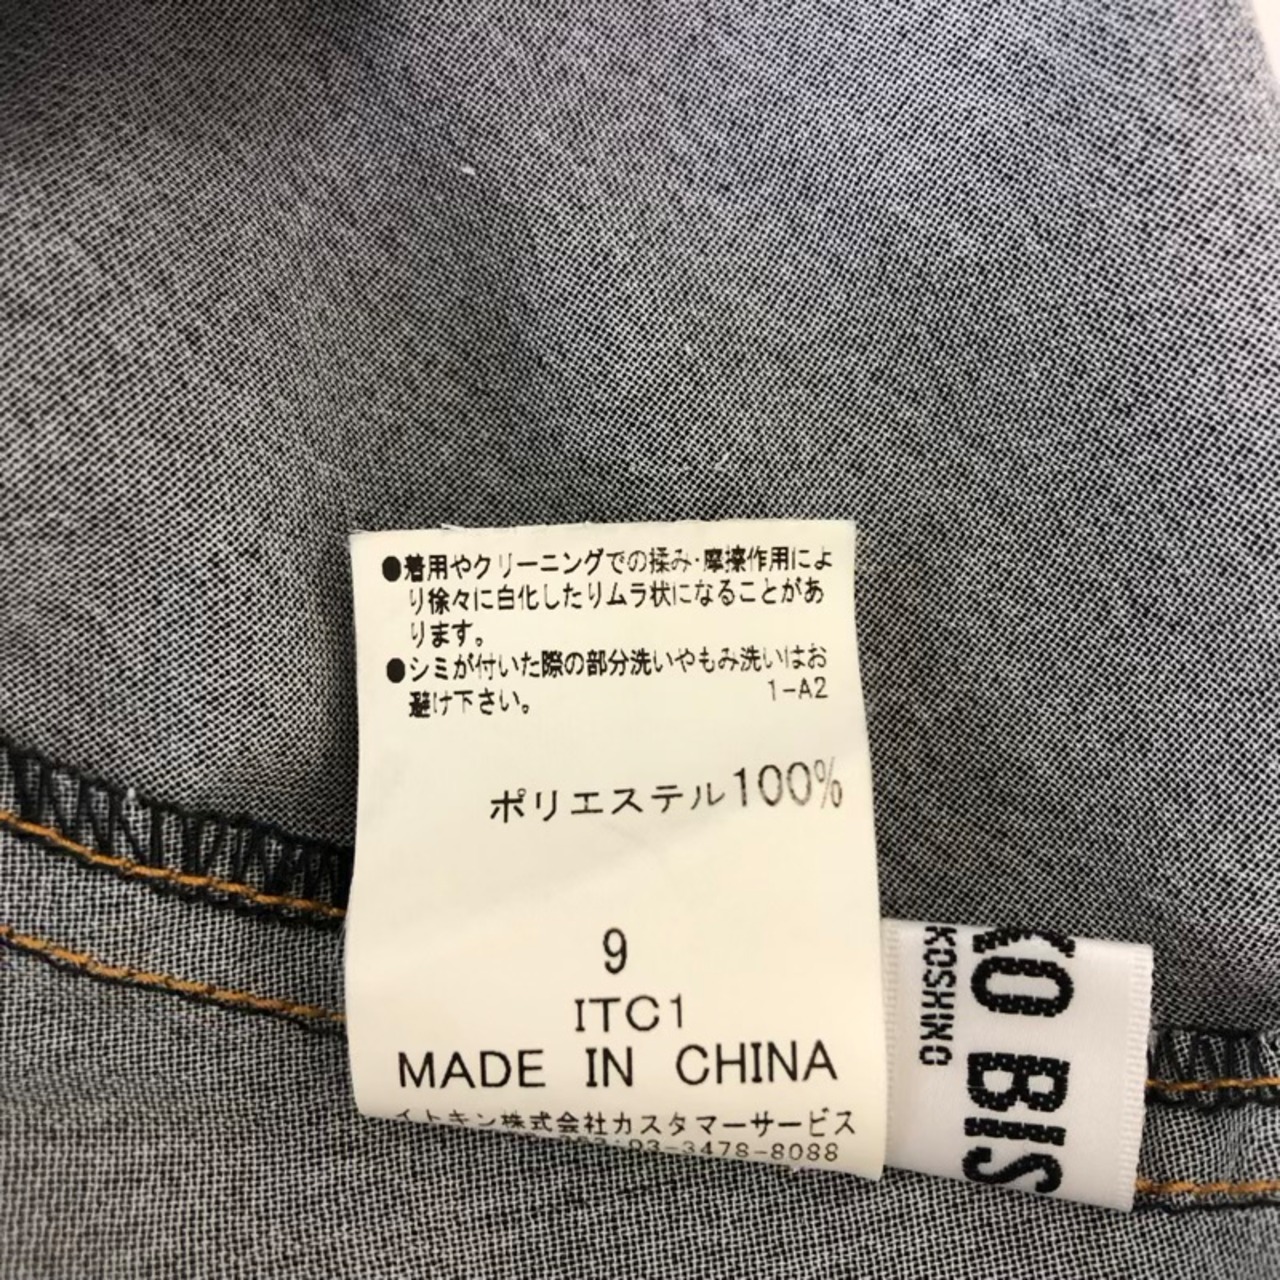 ●着用やクリーニングでの揉み・摩擦作用によ
り徐々に白化したりムラ状になることがあ
ります。
●シミが付いた際の部分洗いやもみ洗いはお
避け下さい。
1-A2
ポリエステル100%
9
ITC1
MADE IN CHINA
イトキン株式会社カスタマーサービス
03-3478-8088
KO BIS
KOSHINO